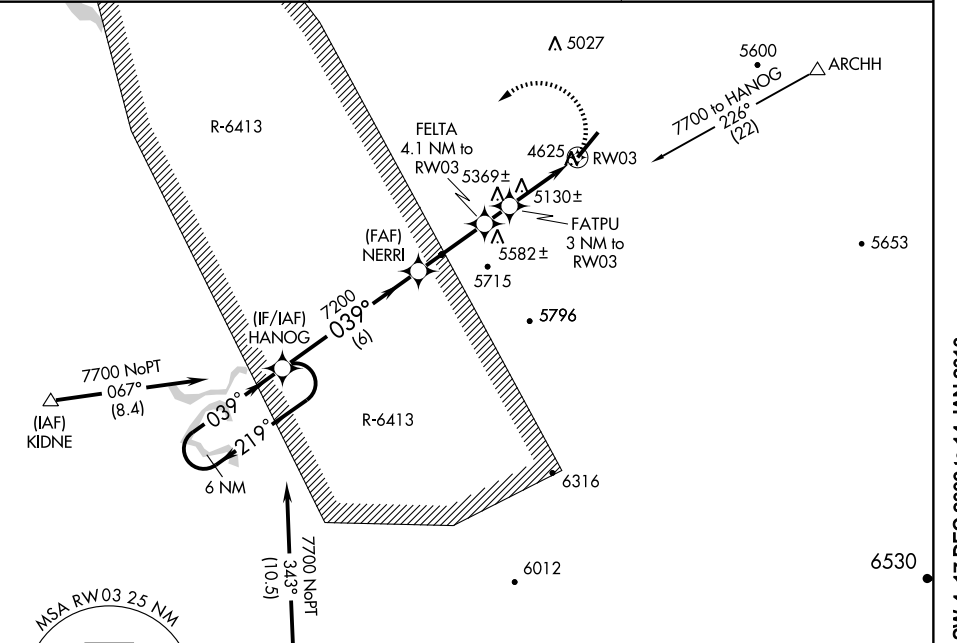 5027
5600
ARCHH
7700 to HANOG
226°
(22)
R-6413
FELTA
4.1 NM to
RW03
4625
RW03
5369±
5130±
FATPU
3 NM to
RW03
5582±
5715
5653
(FAF)
NERRI
5796
7200
039°
(6)
(IF/IAF)
HANOG
7700 NoPT
067°
(8.4)
(IAF)
KIDNE
039°
219°
6 NM
R-6413
6316
7700 NoPT
343°
(10.5)
6012
6530
MSA RW03 25 NM